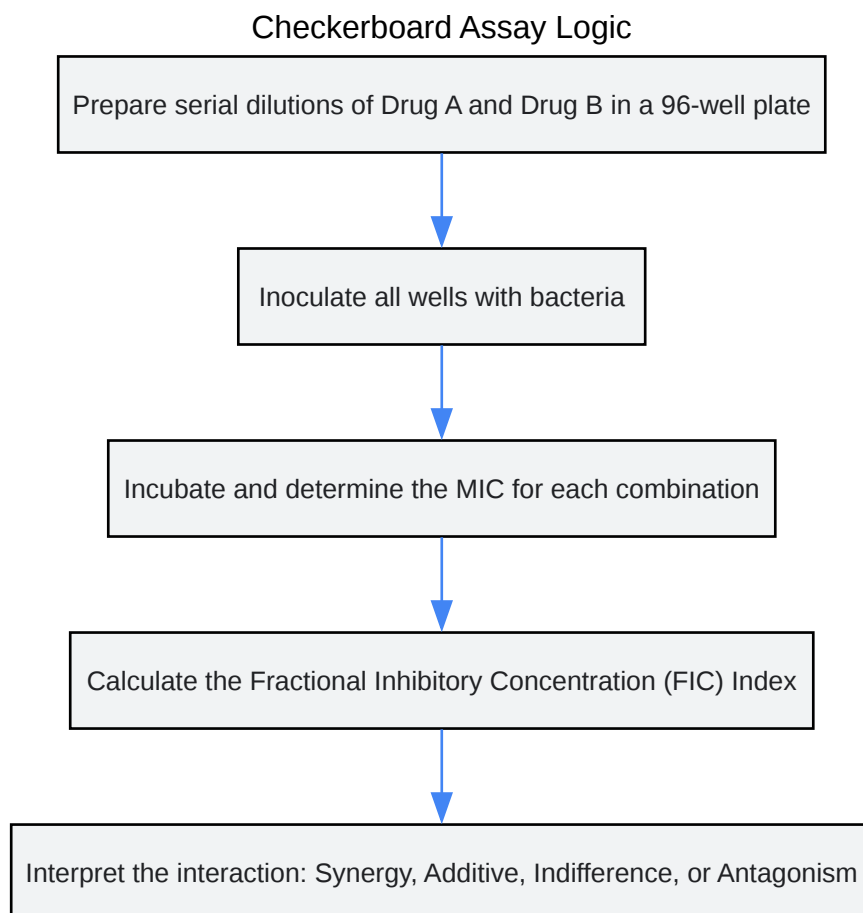 Checkerboard Assay Logic
Prepare serial dilutions of Drug A and Drug B in a 96-well plate
Inoculate all wells with bacteria
Incubate and determine the MIC for each combination
Calculate the Fractional Inhibitory Concentration (FIC) Index
Interpret the interaction: Synergy, Additive, Indifference, or Antagonism